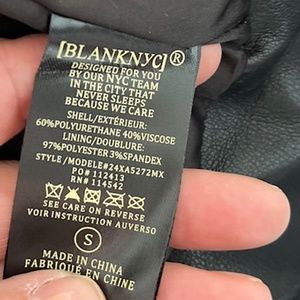 [BLANKNYC]®
DESIGNED FOR YOU
BY OUR NYC TEAM
IN THE CITY THAT
NEVER SLEEPS
BECAUSE WE CARE
SHELL/EXTÉRIEUR:
60%POLYURETHANE 40%VISCOSE
LINING/DOUBLURE:
97%POLYESTER 3%SPANDEX
STYLE /MODELE#24XA5272MX
PO# 112413
RN# 114542
SEE CARE ON REVERSE
VOIR INSTRUCTION AUVERSO
S
MADE IN CHINA
FABRIQUÉ EN CHINE